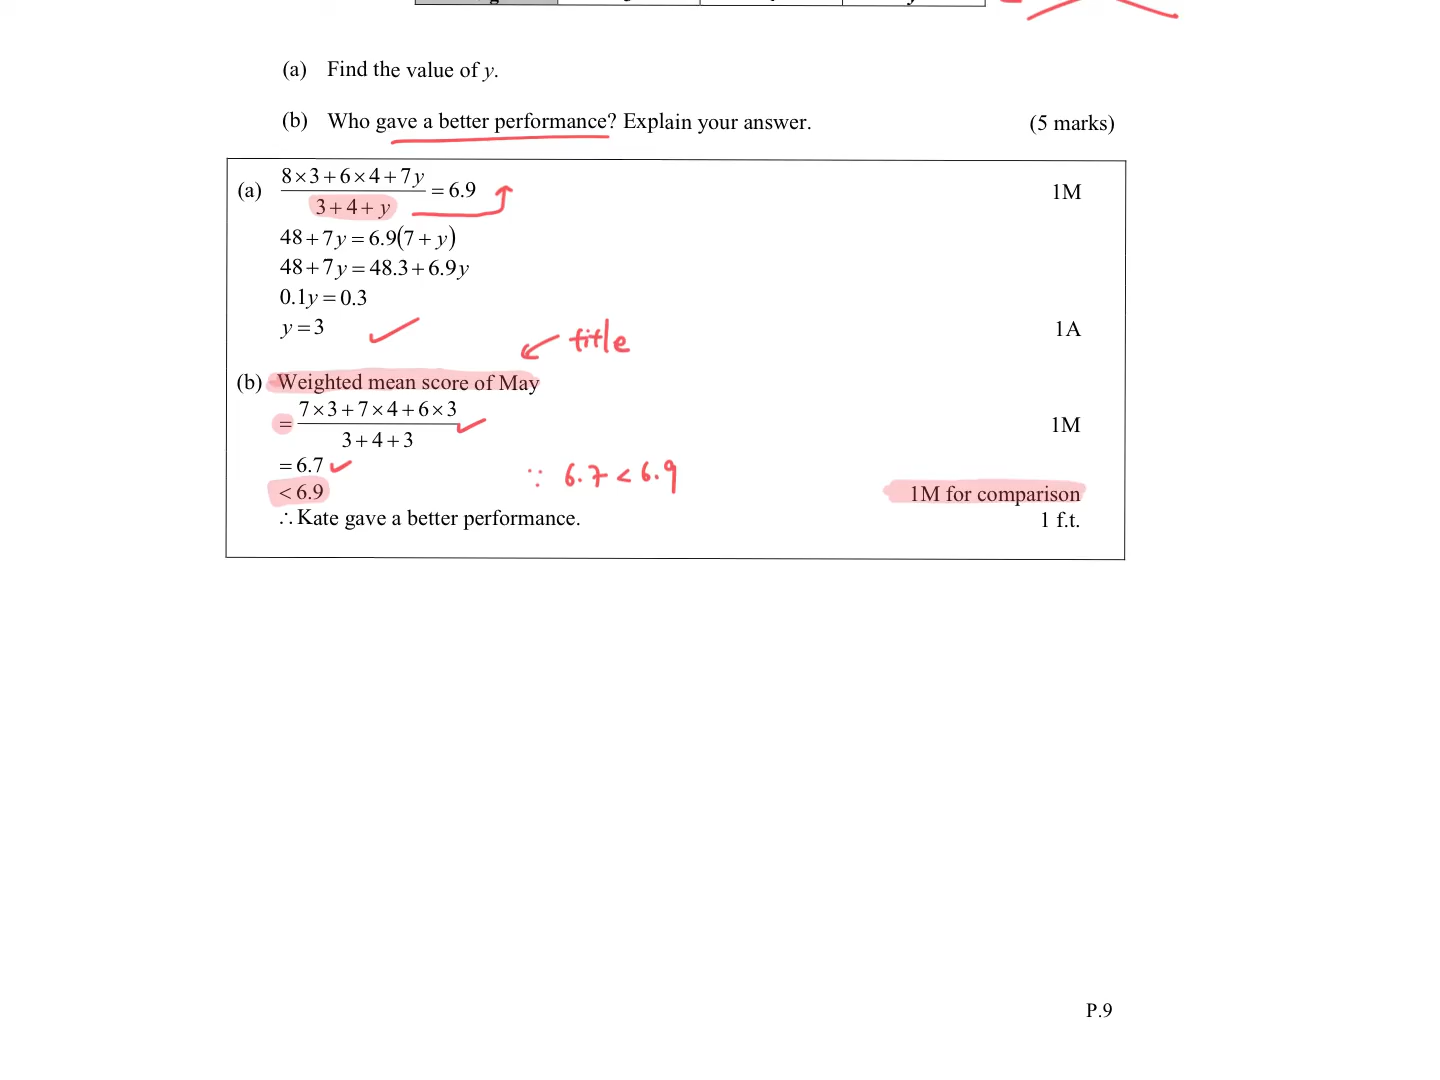 (a) Find the value of y.
(b) Who gave a better performance? Explain your answer. (5 marks)
(a) (8×3+6×4+7y)/(3+4+y) = 6.9 1M
48+7y=6.9(7+y)
48+7y=48.3+6.9y
0.1y=0.3
y=3 1A
title
(b) Weighted mean score of May
= (7×3+7×4+6×3)/(3+4+3) 1M
=6.7
∵ 6.7 < 6.9
<6.9 1M for comparison
∴Kate gave a better performance. 1 f.t.
P.9